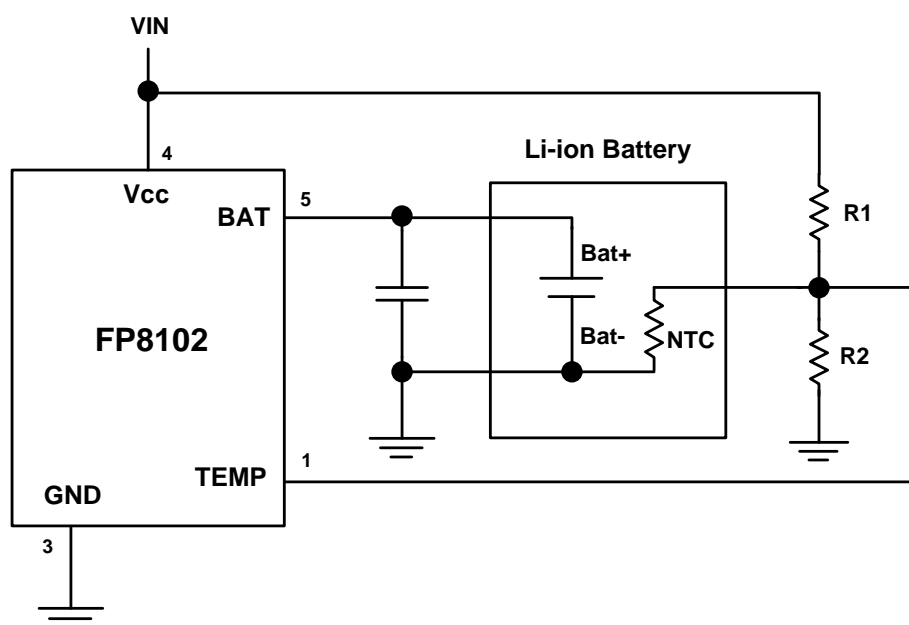 VIN
4
Li-ion Battery
Vcc
5
BAT
R1
Bat+
FP8102
Bat-
NTC
R2
1
TEMP
GND
3